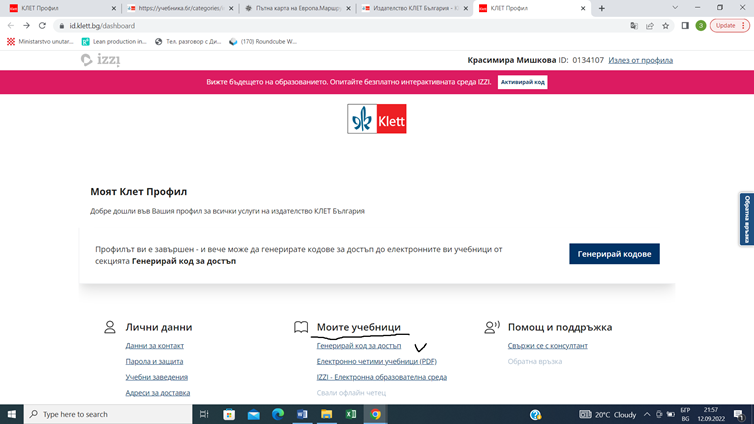 КЛЕТ Профил
https://учебника.бг/categories/
Пътна карта на Европа.Маршру
Издателство КЛЕТ България - К
КЛЕТ Профил
id.klett.bg/dashboard
Update
Ministarstvo unutar...
Lean production in...
Тел. разговор с Ди...
(170) Roundcube W...
izzi
Красимира Мишкова ID: 0134107 Излез от профила
Вижте бъдещето на образованието. Опитайте безплатно интерактивната среда IZZI. Активирай код
Klett
Моят Клет Профил
Добре дошли във Вашия профил за всички услуги на издателство КЛЕТ България
Обратна връзка
Профилът ви е завършен - и вече може да генерирате кодове за достъп до електронните ви учебници от
секцията Генерирай код за достъп
Генерирай кодове
Лични данни
Данни за контакт
Парола и защита
Учебни заведения
Адреси за доставка
Моите учебници
Генерирай код за достъп
Електронно четими учебници (PDF)
IZZI - Електронна образователна среда
Свали офлайн четец
Помощ и поддръжка
Свържи се с консултант
Обратна връзка
Type here to search
20°C Cloudy
БГР
BG
21:57
12.09.2022